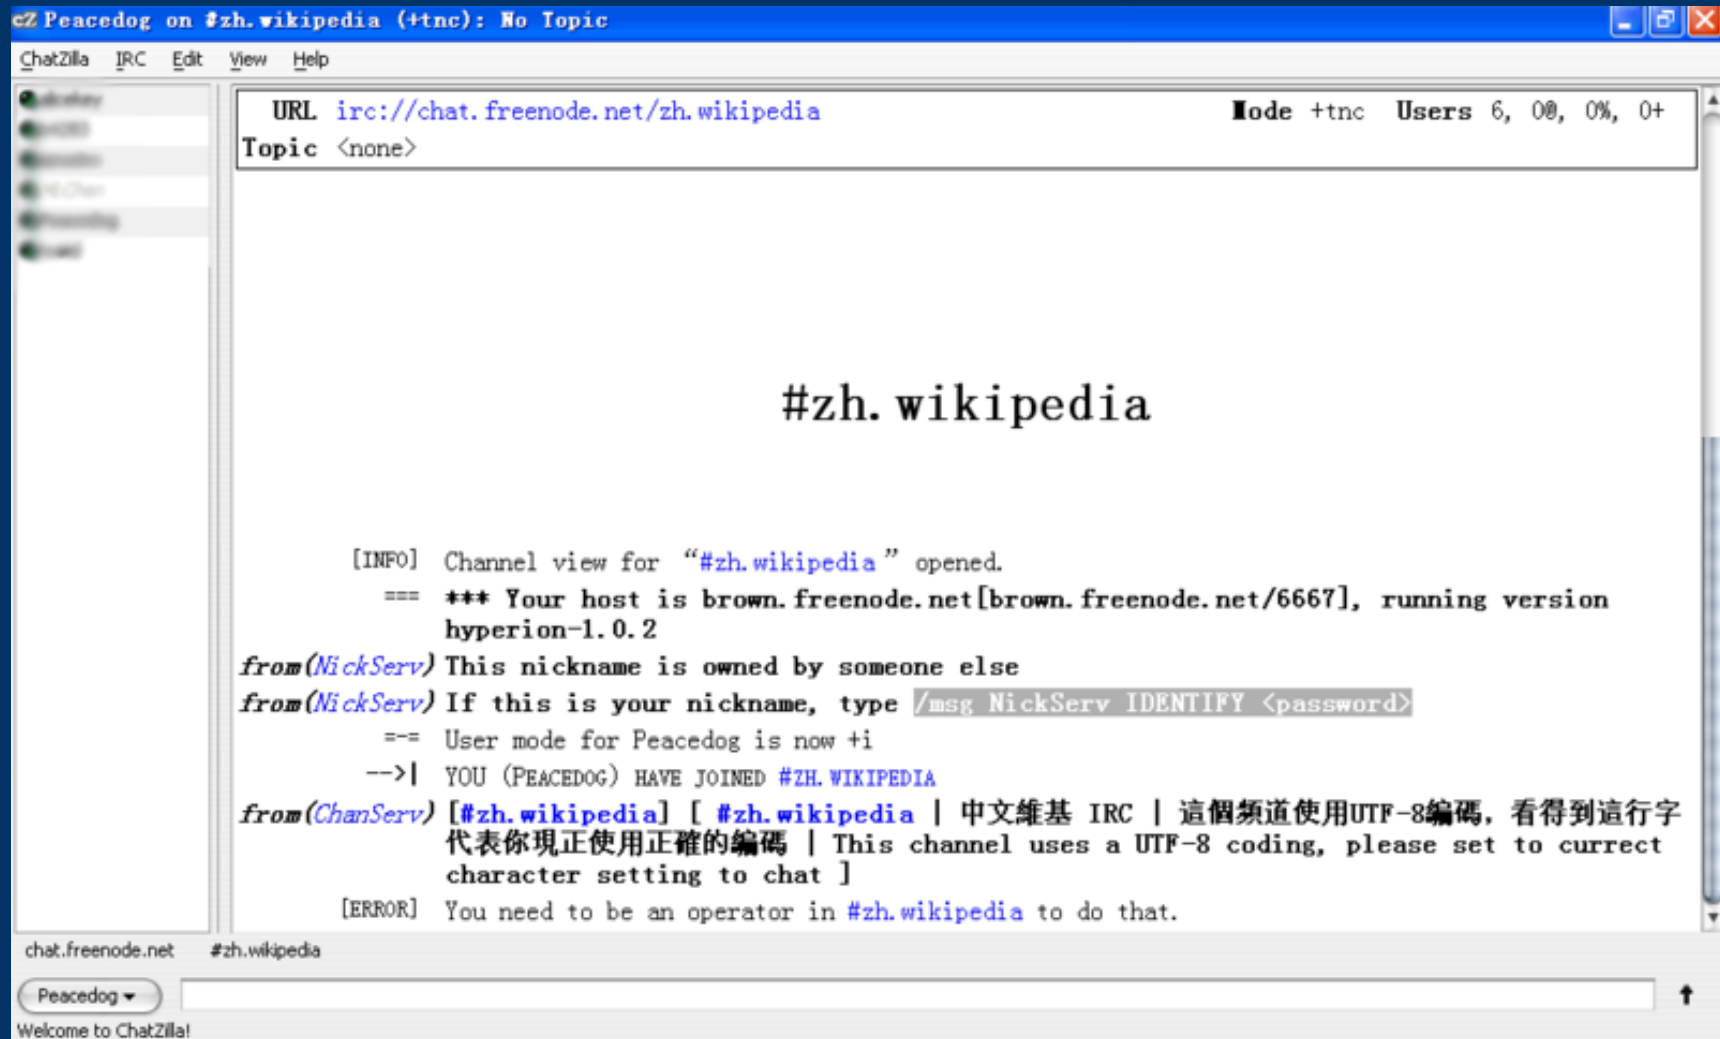 cZ Peacedog on #zh.wikipedia (+tnc): No Topic
ChatZilla IRC Edit View Help
URL irc://chat.freenode.net/zh.wikipedia Mode +tnc Users 6, 0@, 0%, 0+
Topic <none>
#zh.wikipedia
[INFO] Channel view for “#zh.wikipedia” opened.
=== *** Your host is brown.freenode.net[brown.freenode.net/6667], running version
hyperion-1.0.2
from(NickServ) This nickname is owned by someone else
from(NickServ) If this is your nickname, type /msg NickServ IDENTIFY <password>
=-= User mode for Peacedog is now +i
-->| YOU (PEACEDOG) HAVE JOINED #ZH.WIKIPEDIA
from(ChanServ) [#zh.wikipedia] [ #zh.wikipedia | 中文維基 IRC | 這個頻道使用UTF-8編碼, 看得到這行字
代表你現正使用正確的編碼 | This channel uses a UTF-8 coding, please set to currect
character setting to chat ]
[ERROR] You need to be an operator in #zh.wikipedia to do that.
chat.freenode.net #zh.wikipedia
Peacedog
Welcome to ChatZilla!